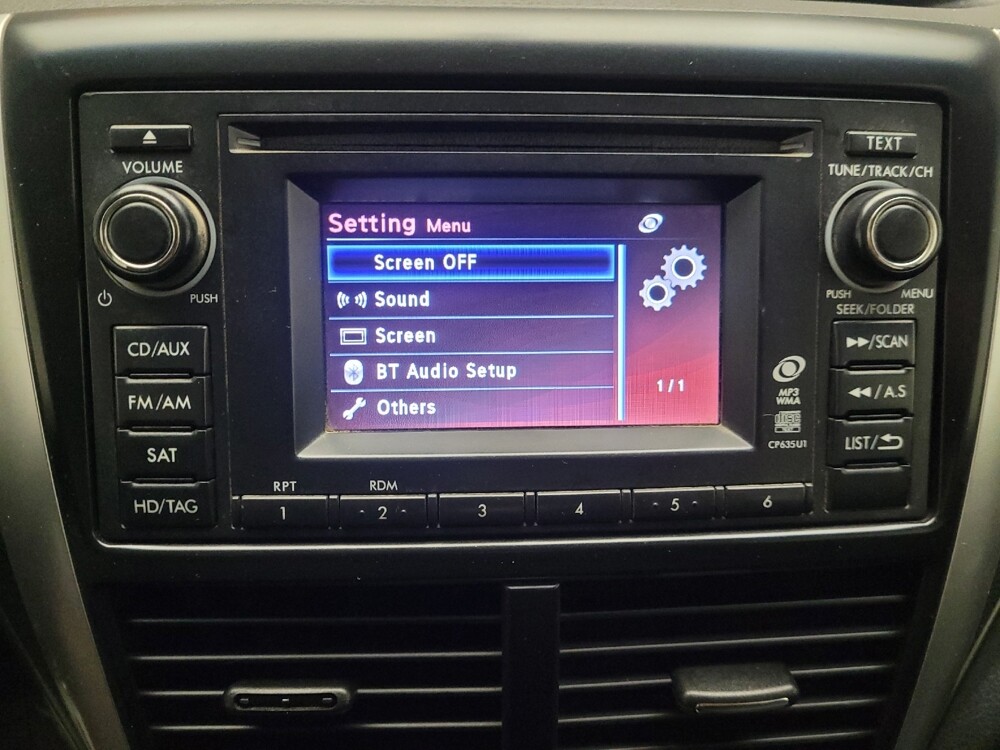 TEXT
VOLUME
TUNE/TRACK/CH
Setting Menu
Screen OFF
Sound
Screen
BT Audio Setup
Others
1/1
PUSH
PUSH
MENU
SEEK/FOLDER
CD/AUX
FM/AM
SAT
HD/TAG
▶▶/SCAN
◀◀/A.S
LIST/
MP3
WMA
CP635U1
RPT
RDM
1
2
3
4
5
6